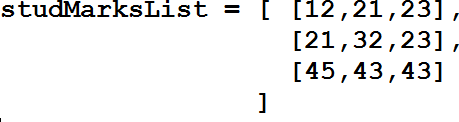 studMarksList = [ [12,21,23],
[21,32,23],
[45,43,43]
]